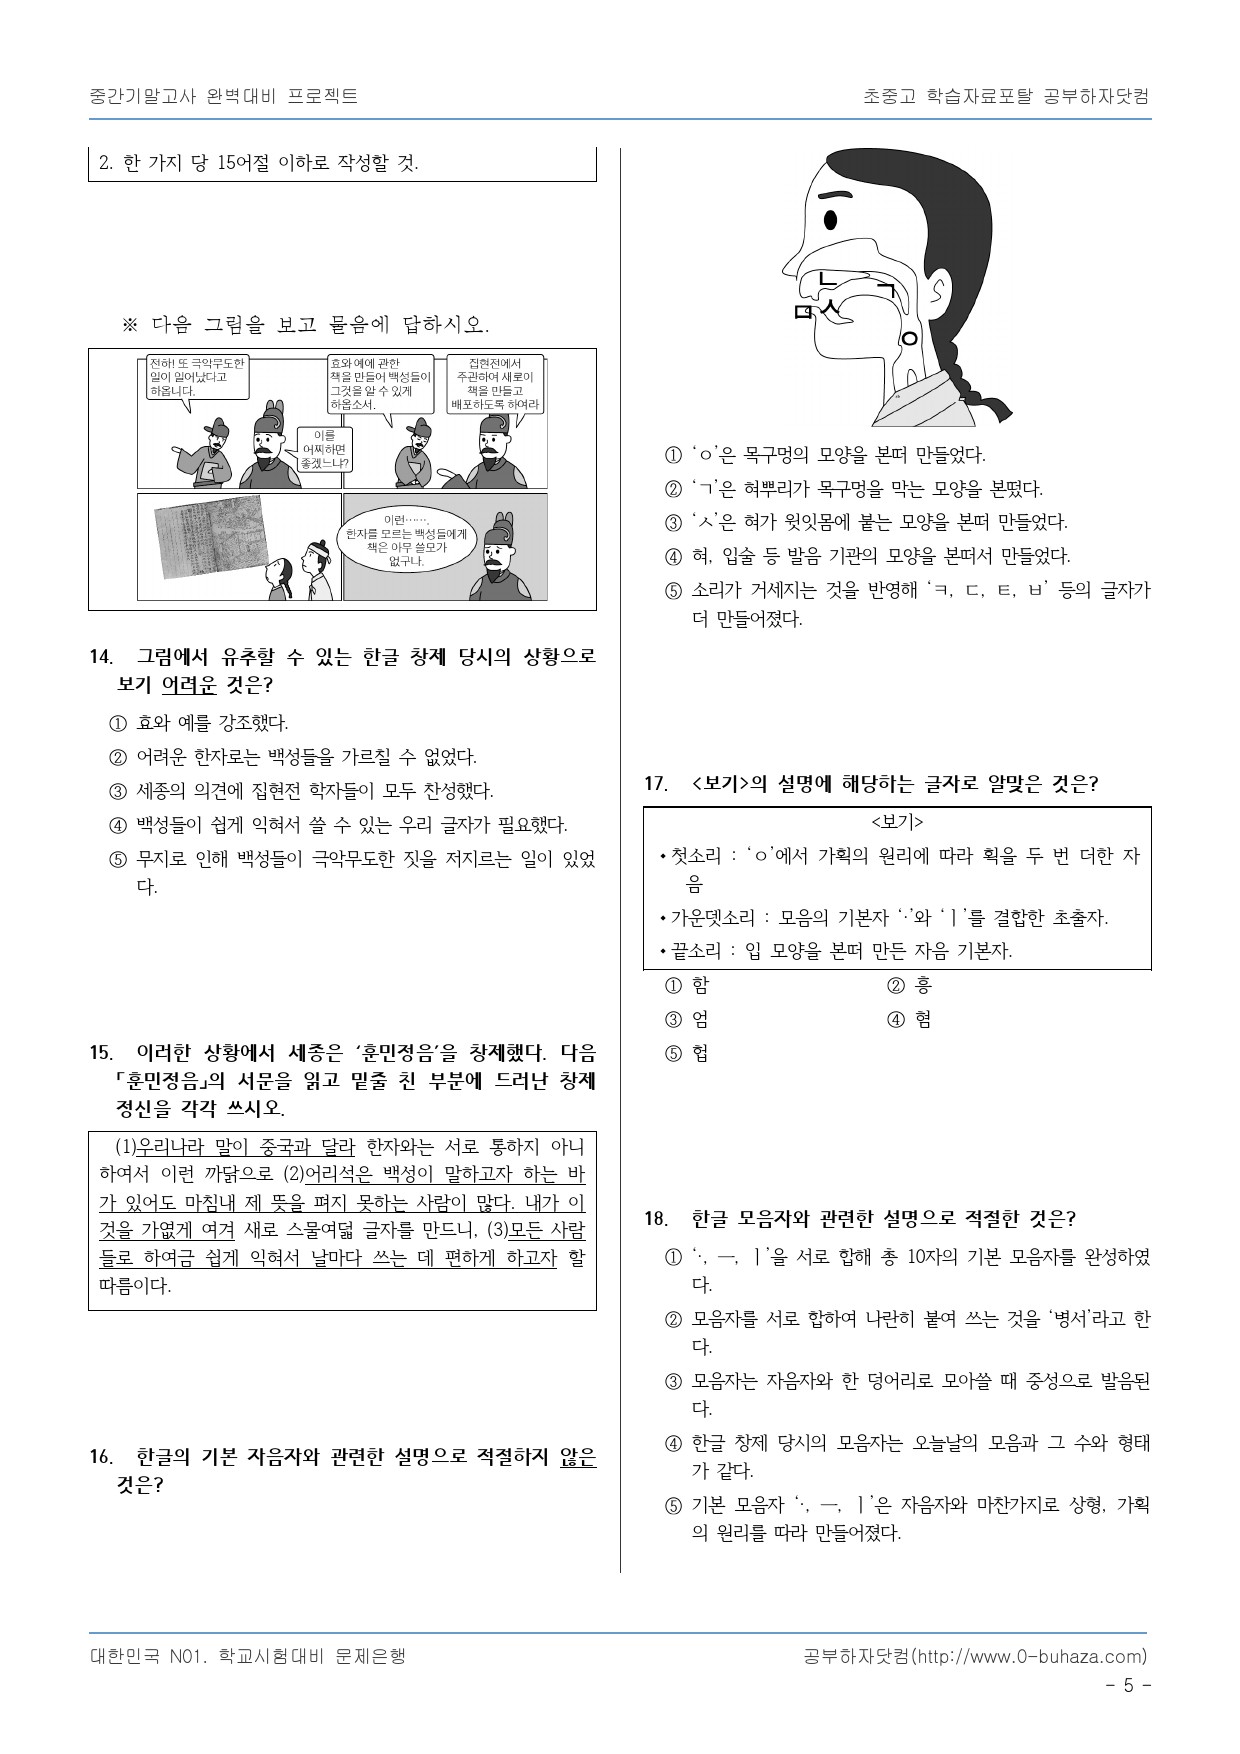 중간기말고사 완벽대비 프로젝트
초중고 학습자료포탈 공부하자닷컴
2. 한 가지 당 15어절 이하로 작성할 것.
※ 다음 그림을 보고 물음에 답하시오.
전하! 또 극악무도한
일이 일어났다고
하옵니다.
이를
어찌하면
좋겠느냐?
효와 예에 관한
책을 만들어 백성들이
그것을 알 수 있게
하옵소서.
집현전에서
주관하여 새로이
책을 만들고
배포하도록 하여라
이런…….
한자를 모르는 백성들에게
책은 아무 쓸모가
없구나.
14. 그림에서 유추할 수 있는 한글 창제 당시의 상황으로
보기 어려운 것은?
① 효와 예를 강조했다.
② 어려운 한자로는 백성들을 가르칠 수 없었다.
③ 세종의 의견에 집현전 학자들이 모두 찬성했다.
④ 백성들이 쉽게 익혀서 쓸 수 있는 우리 글자가 필요했다.
⑤ 무지로 인해 백성들이 극악무도한 짓을 저지르는 일이 있었
다.
15. 이러한 상황에서 세종은 ‘훈민정음’을 창제했다. 다음
「훈민정음」의 서문을 읽고 밑줄 친 부분에 드러난 창제
정신을 각각 쓰시오.
(1)우리나라 말이 중국과 달라 한자와는 서로 통하지 아니
하여서 이런 까닭으로 (2)어리석은 백성이 말하고자 하는 바
가 있어도 마침내 제 뜻을 펴지 못하는 사람이 많다. 내가 이
것을 가엾게 여겨 새로 스물여덟 글자를 만드니, (3)모든 사람
들로 하여금 쉽게 익혀서 날마다 쓰는 데 편하게 하고자 할
따름이다.
16. 한글의 기본 자음자와 관련한 설명으로 적절하지 않은
것은?
ㄴ
ㄱ
ㅁ
ㅅ
ㅇ
① ‘ㅇ’은 목구멍의 모양을 본떠 만들었다.
② ‘ㄱ’은 혀뿌리가 목구멍을 막는 모양을 본떴다.
③ ‘ㅅ’은 혀가 윗잇몸에 붙는 모양을 본떠 만들었다.
④ 혀, 입술 등 발음 기관의 모양을 본떠서 만들었다.
⑤ 소리가 거세지는 것을 반영해 ‘ㅋ, ㄷ, ㅌ, ㅂ’ 등의 글자가
더 만들어졌다.
17. <보기>의 설명에 해당하는 글자로 알맞은 것은?
<보기>
• 첫소리 : ‘ㅇ’에서 가획의 원리에 따라 획을 두 번 더한 자
음
• 가운뎃소리 : 모음의 기본자 ‘ㆍ’와 ‘ㅣ’를 결합한 초출자.
• 끝소리 : 입 모양을 본떠 만든 자음 기본자.
① 함 ② 흥
③ 엄 ④ 혐
⑤ 헙
18. 한글 모음자와 관련한 설명으로 적절한 것은?
① ‘ㆍ, ㅡ, ㅣ’을 서로 합해 총 10자의 기본 모음자를 완성하였
다.
② 모음자를 서로 합하여 나란히 붙여 쓰는 것을 ‘병서’라고 한
다.
③ 모음자는 자음자와 한 덩어리로 모아쓸 때 중성으로 발음된
다.
④ 한글 창제 당시의 모음자는 오늘날의 모음과 그 수와 형태
가 같다.
⑤ 기본 모음자 ‘ㆍ, ㅡ, ㅣ’은 자음자와 마찬가지로 상형, 가획
의 원리를 따라 만들어졌다.
대한민국 N01. 학교시험대비 문제은행
공부하자닷컴(http://www.0-buhaza.com)
- 5 -